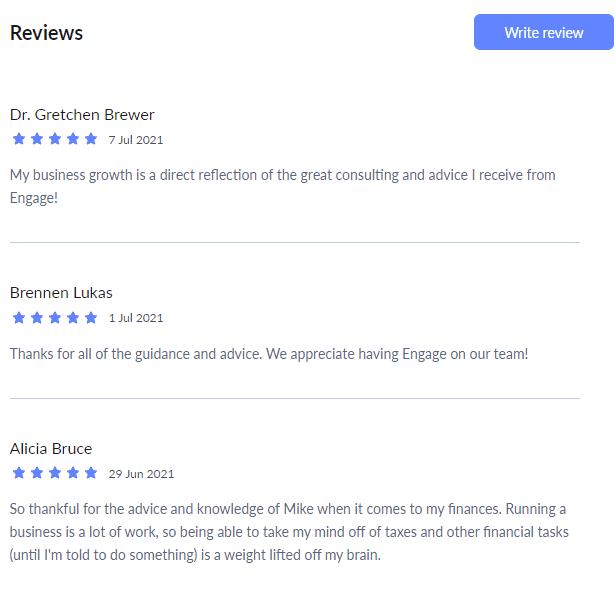 Reviews
Write review
Dr. Gretchen Brewer
7 Jul 2021
My business growth is a direct reflection of the great consulting and advice I receive from
Engage!
Brennen Lukas
1 Jul 2021
Thanks for all of the guidance and advice. We appreciate having Engage on our team!
Alicia Bruce
29 Jun 2021
So thankful for the advice and knowledge of Mike when it comes to my finances. Running a
business is a lot of work, so being able to take my mind off of taxes and other financial tasks
(until I'm told to do something) is a weight lifted off my brain.